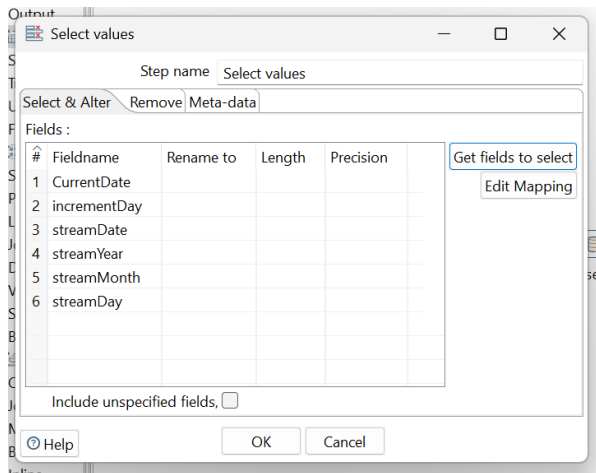 Output
Select values
Step name Select values
Select & Alter Remove Meta-data
Fields :
# Fieldname Rename to Length Precision
Get fields to select
1 CurrentDate
Edit Mapping
2 incrementDay
3 streamDate
4 streamYear
5 streamMonth
6 streamDay
Include unspecified fields,
Help OK Cancel